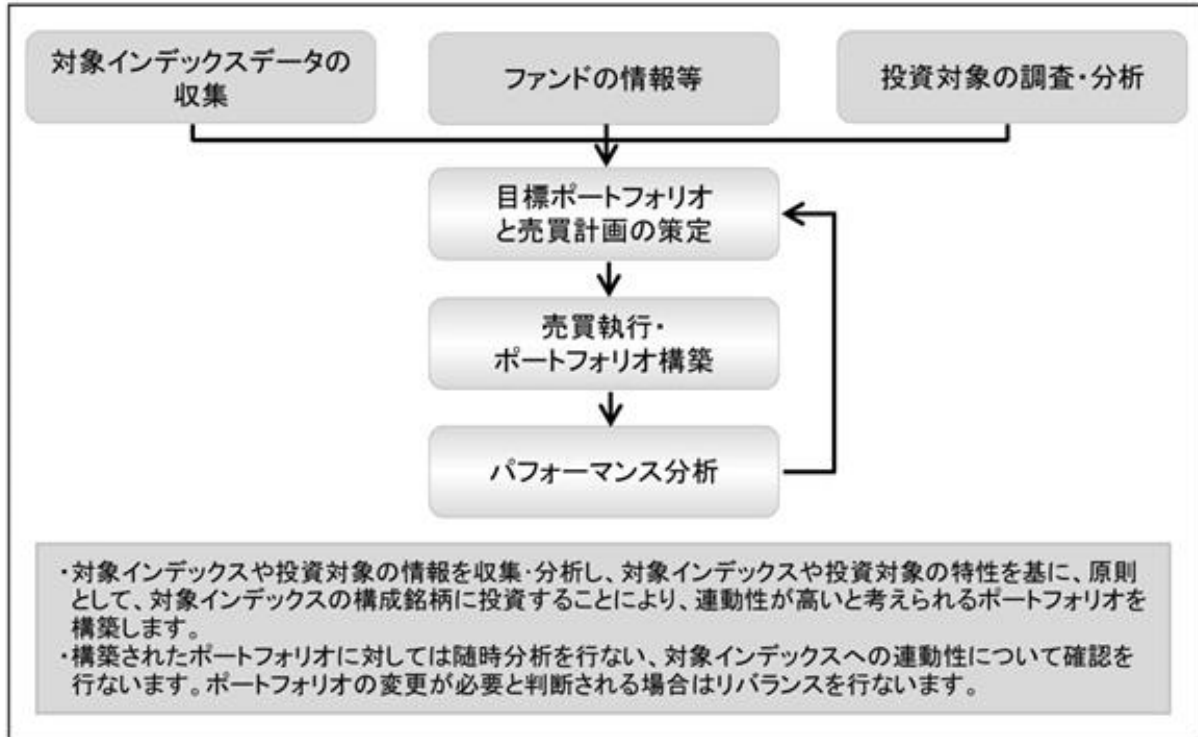 対象インデックスデータの
収集
ファンドの情報等
投資対象の調査・分析
目標ポートフォリオ
と売買計画の策定
売買執行・
ポートフォリオ構築
パフォーマンス分析
・対象インデックスや投資対象の情報を収集・分析し、対象インデックスや投資対象の特性を基に、原則
として、対象インデックスの構成銘柄に投資することにより、連動性が高いと考えられるポートフォリオを
構築します。
・構築されたポートフォリオに対しては随時分析を行ない、対象インデックスへの連動性について確認を
行ないます。ポートフォリオの変更が必要と判断される場合はリバランスを行ないます。